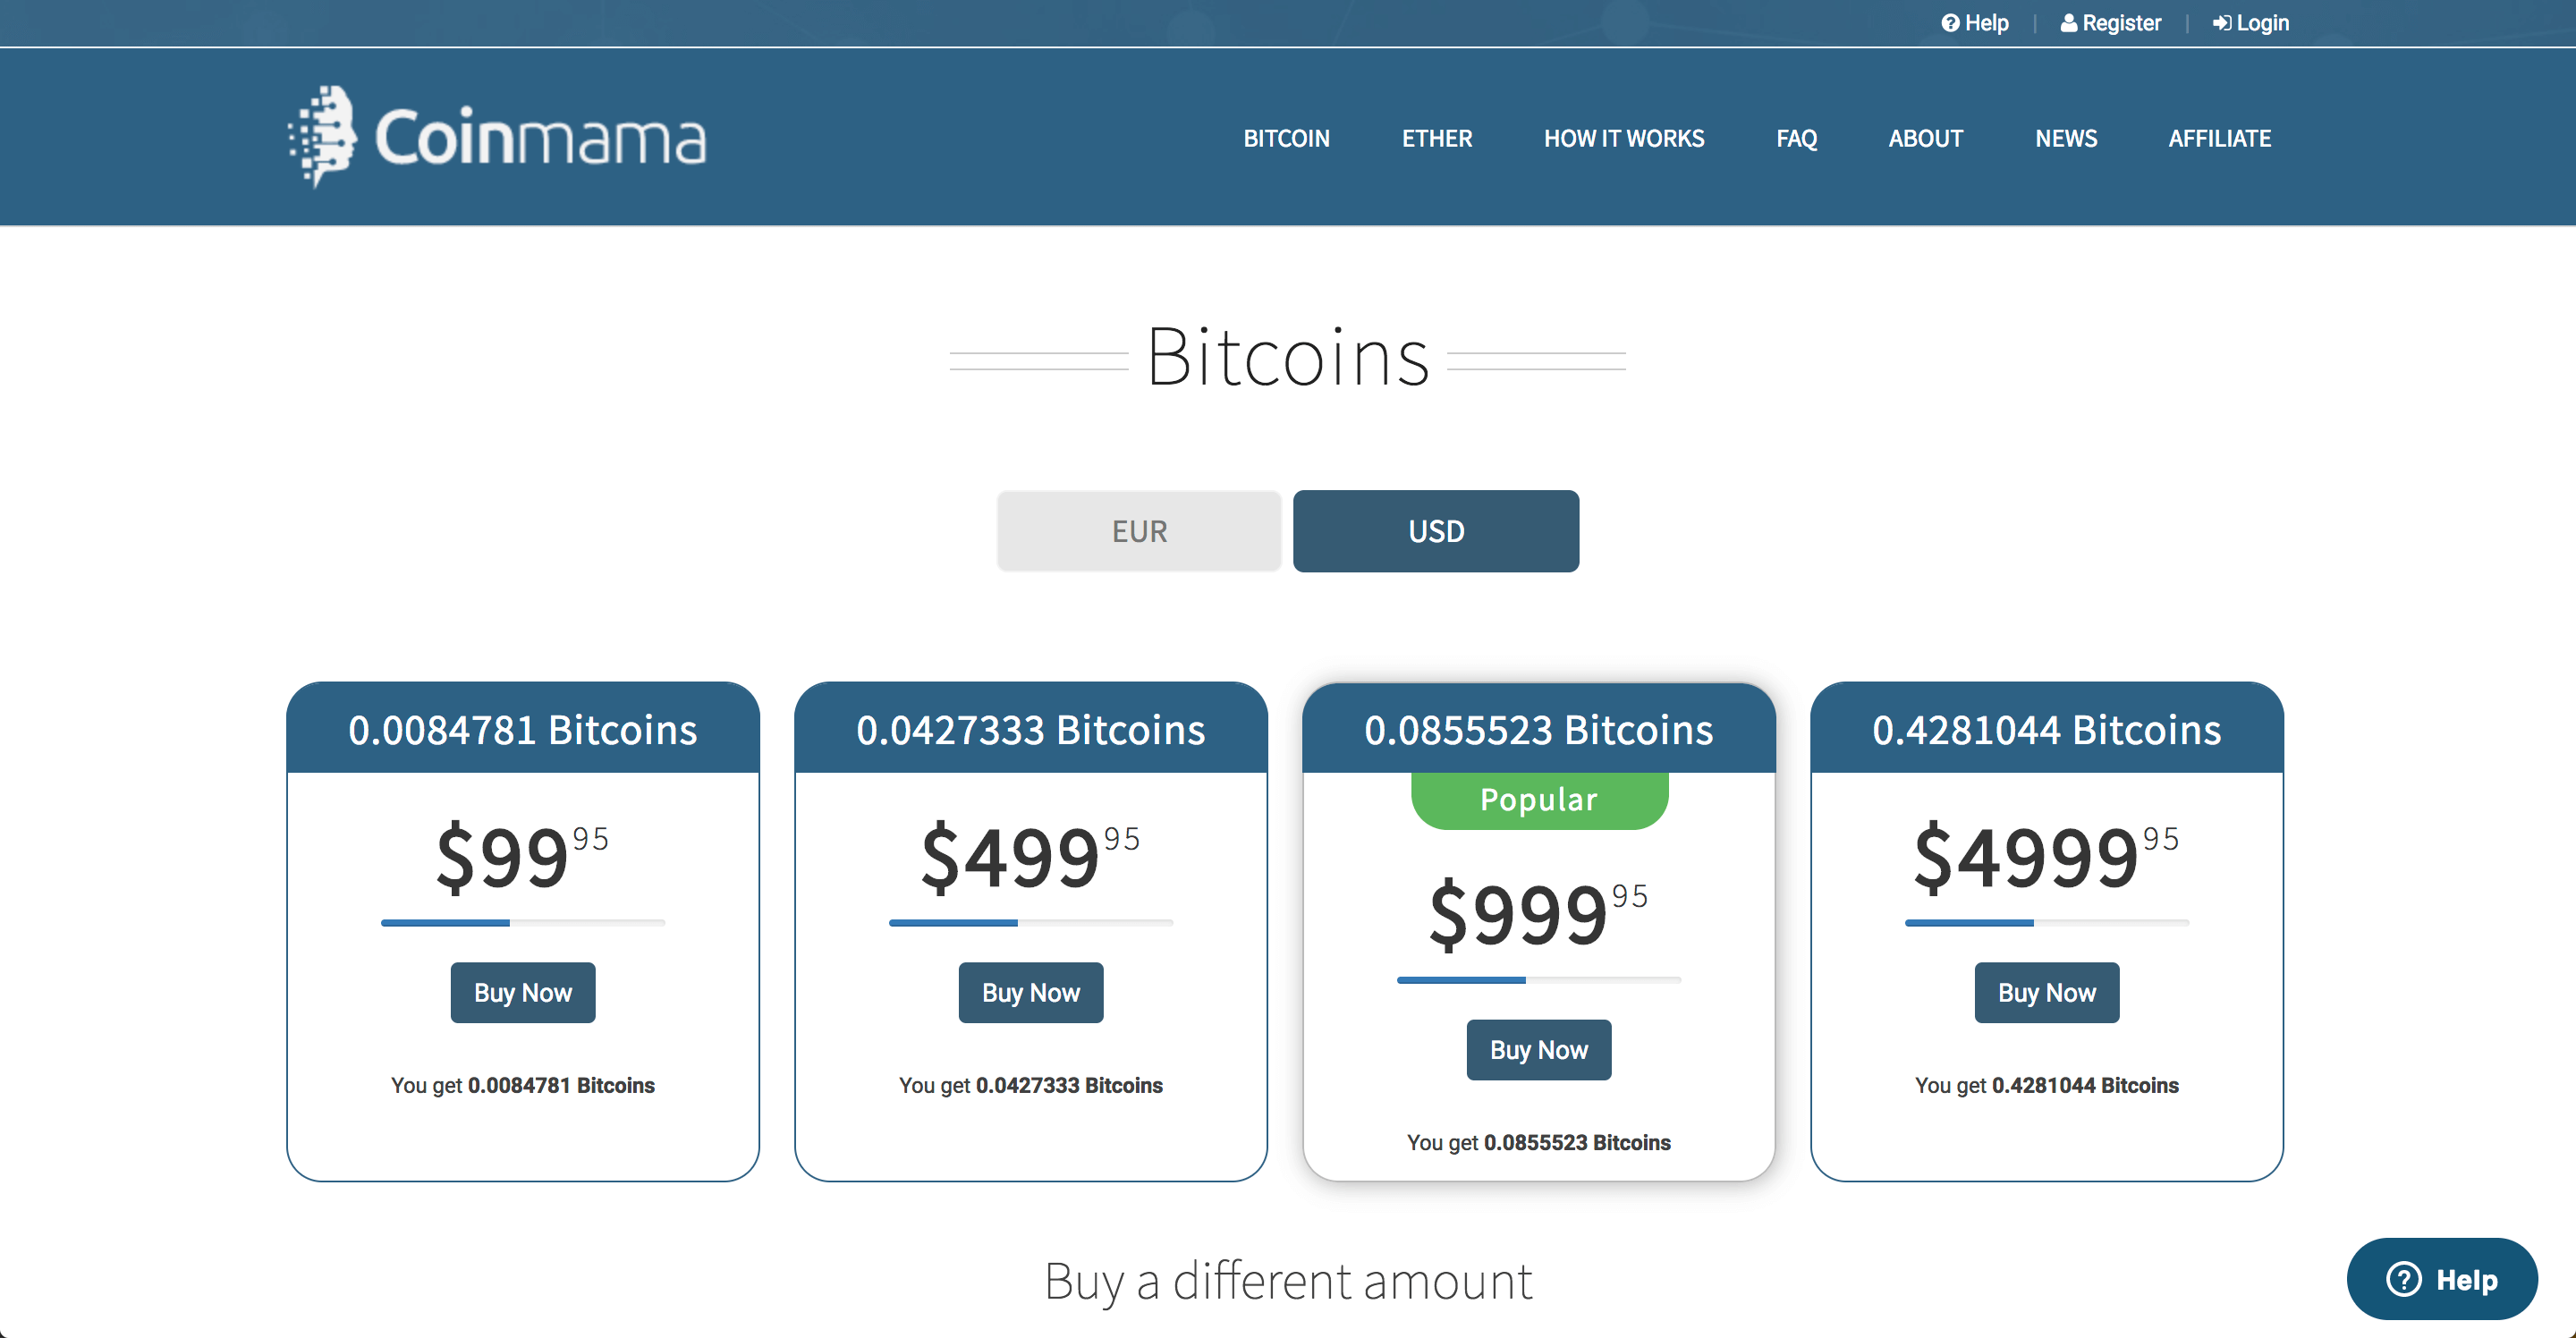 Help | Register | Login
Coinmama
BITCOIN ETHER HOW IT WORKS FAQ ABOUT NEWS AFFILIATE
Bitcoins
EUR USD
0.0084781 Bitcoins
$99 95
Buy Now
You get 0.0084781 Bitcoins
0.0427333 Bitcoins
$499 95
Buy Now
You get 0.0427333 Bitcoins
0.0855523 Bitcoins
Popular
$999 95
Buy Now
You get 0.0855523 Bitcoins
0.4281044 Bitcoins
$4999 95
Buy Now
You get 0.4281044 Bitcoins
Buy a different amount
Help